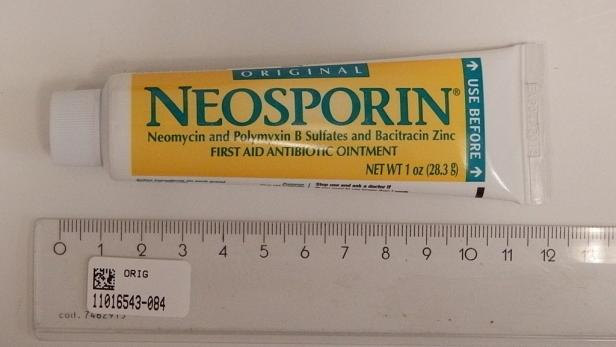 ORIGINAL
NEOSPORIN®
Neomycin and Polymyxin B Sulfates and Bacitracin Zinc
FIRST AID ANTIBIOTIC OINTMENT
NET WT 1 oz (28.3 g)
USE BEFORE
Stop use and ask a doctor if
0 1 2 3 4 5 6 7 8 9 10 11 12
ORIG
11016543-084